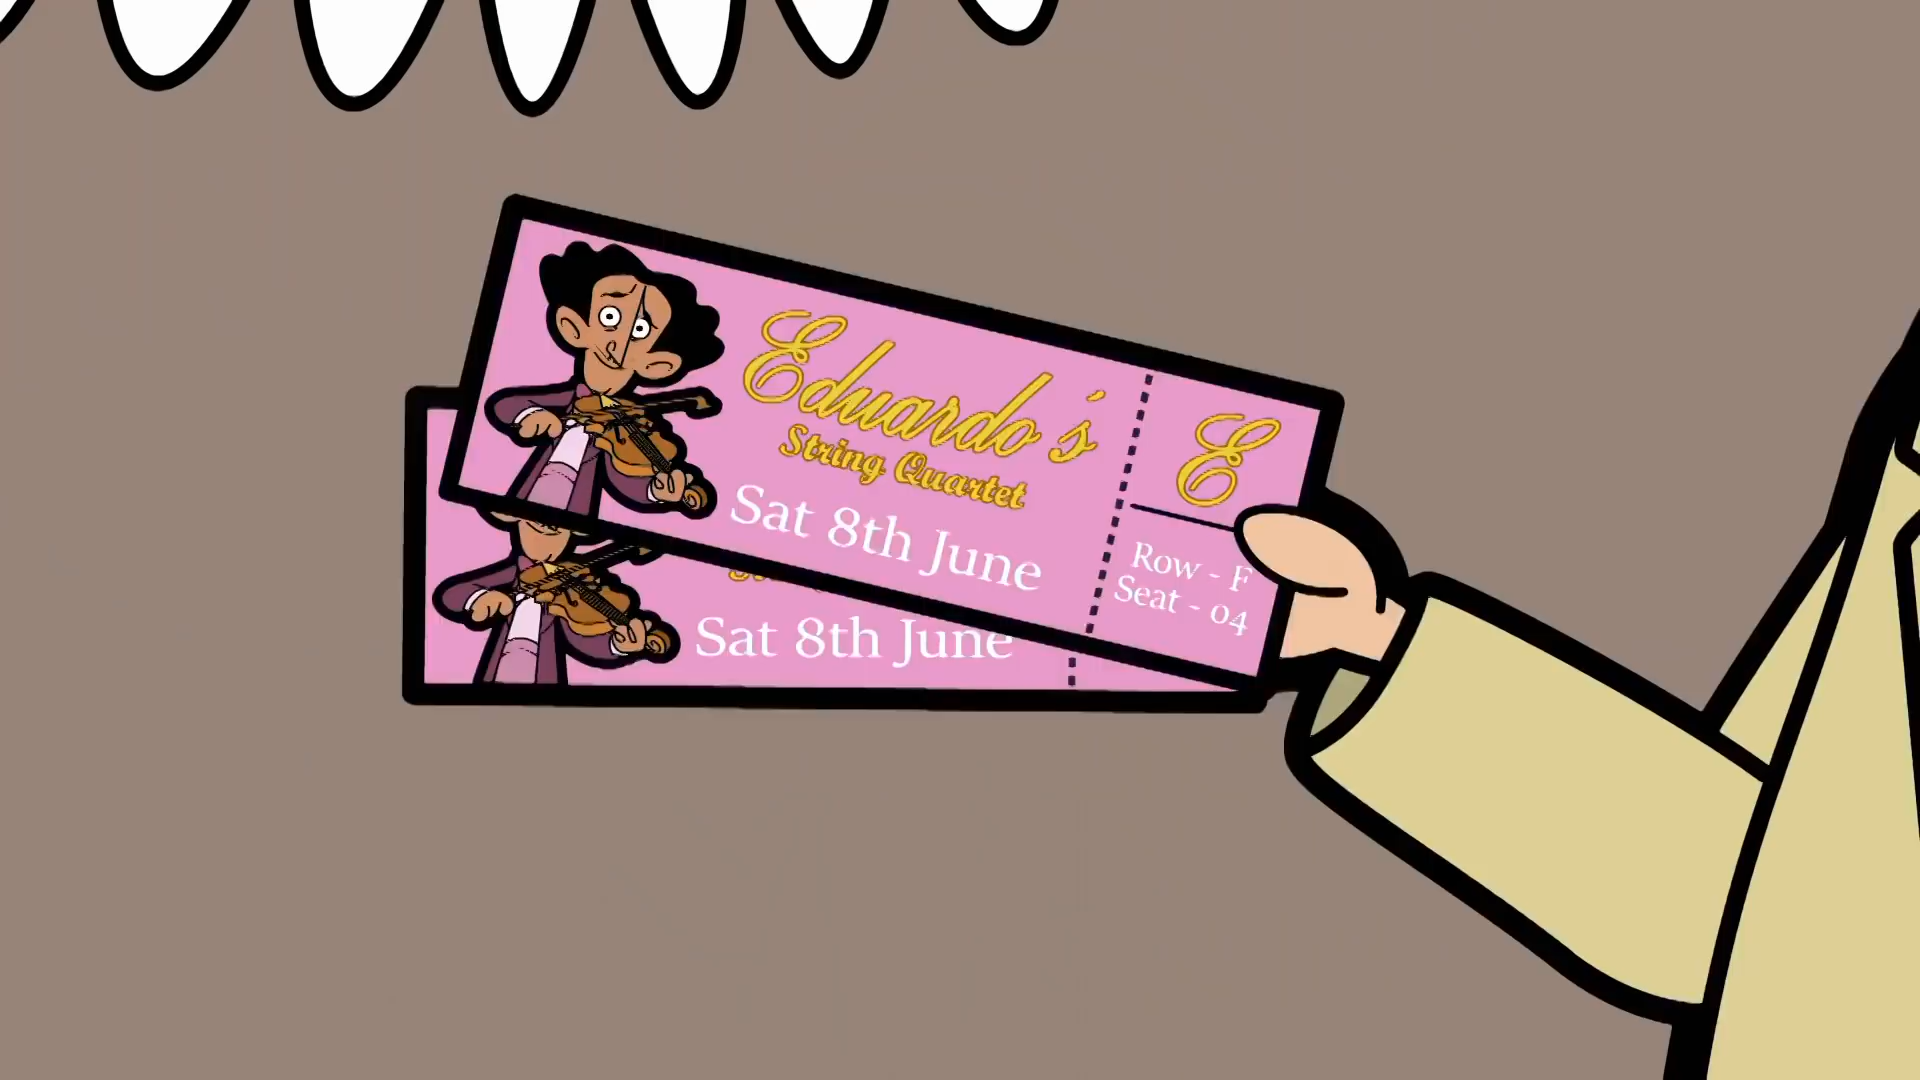 Eduardo's
String Quartet
Sat 8th June
E
Row - F
Seat - 04
Sat 8th June